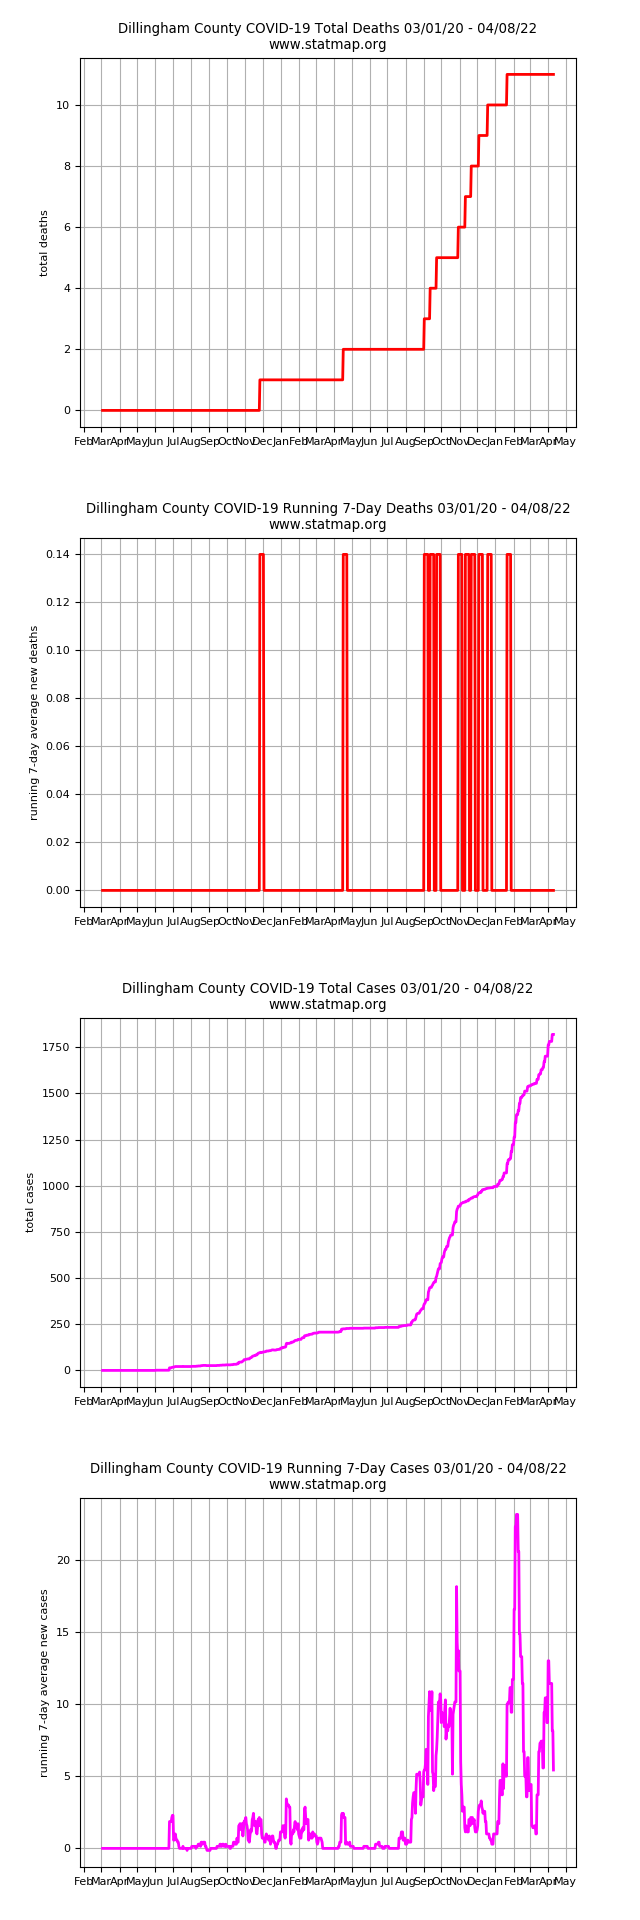 Dillingham County COVID-19 Total Deaths 03/01/20 - 04/08/22
www.statmap.org
10
8
6
4
2
0
total deaths
Feb Mar Apr May Jun Jul Aug Sep Oct Nov Dec Jan Feb Mar Apr May Jun Jul Aug Sep Oct Nov Dec Jan Feb Mar Apr May
Dillingham County COVID-19 Running 7-Day Deaths 03/01/20 - 04/08/22
www.statmap.org
0.14
0.12
0.10
0.08
0.06
0.04
0.02
0.00
running 7-day average new deaths
Feb Mar Apr May Jun Jul Aug Sep Oct Nov Dec Jan Feb Mar Apr May Jun Jul Aug Sep Oct Nov Dec Jan Feb Mar Apr May
Dillingham County COVID-19 Total Cases 03/01/20 - 04/08/22
www.statmap.org
1750
1500
1250
1000
750
500
250
0
total cases
Feb Mar Apr May Jun Jul Aug Sep Oct Nov Dec Jan Feb Mar Apr May Jun Jul Aug Sep Oct Nov Dec Jan Feb Mar Apr May
Dillingham County COVID-19 Running 7-Day Cases 03/01/20 - 04/08/22
www.statmap.org
20
15
10
5
0
running 7-day average new cases
Feb Mar Apr May Jun Jul Aug Sep Oct Nov Dec Jan Feb Mar Apr May Jun Jul Aug Sep Oct Nov Dec Jan Feb Mar Apr May